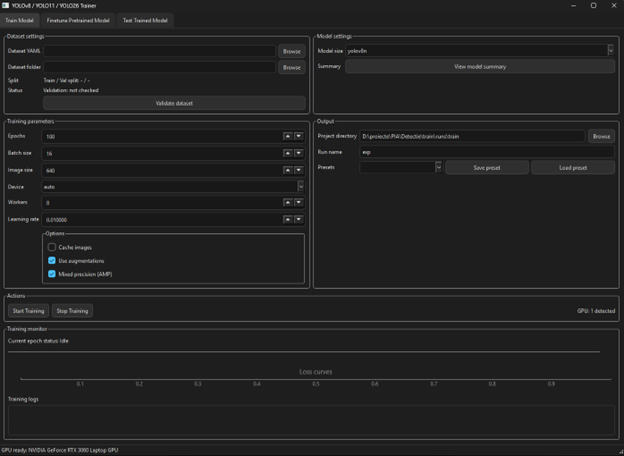 YOLOv8 / YOLO11 / YOLO26 Trainer
Train Model Finetune Pretrained Model Test Trained Model
Dataset settings
Dataset YAML Browse
Dataset folder Browse
Split Train / Val split: - / -
Status Validation: not checked
Validate dataset
Model settings
Model size yolov8n
Summary View model summary
Training parameters
Epochs 100
Batch size 16
Image size 640
Device auto
Workers 8
Learning rate 0.010000
Options
Cache images
Use augmentations
Mixed precision (AMP)
Output
Project directory D:\proiecte\PIA\Detectie\train\runs\train Browse
Run name exp
Presets Save preset Load preset
Actions
Start Training Stop Training GPU: 1 detected
Training monitor
Current epoch status: Idle
Loss curves
0.1 0.2 0.3 0.4 0.5 0.6 0.7 0.8 0.9
Training logs
GPU ready: NVIDIA GeForce RTX 3060 Laptop GPU